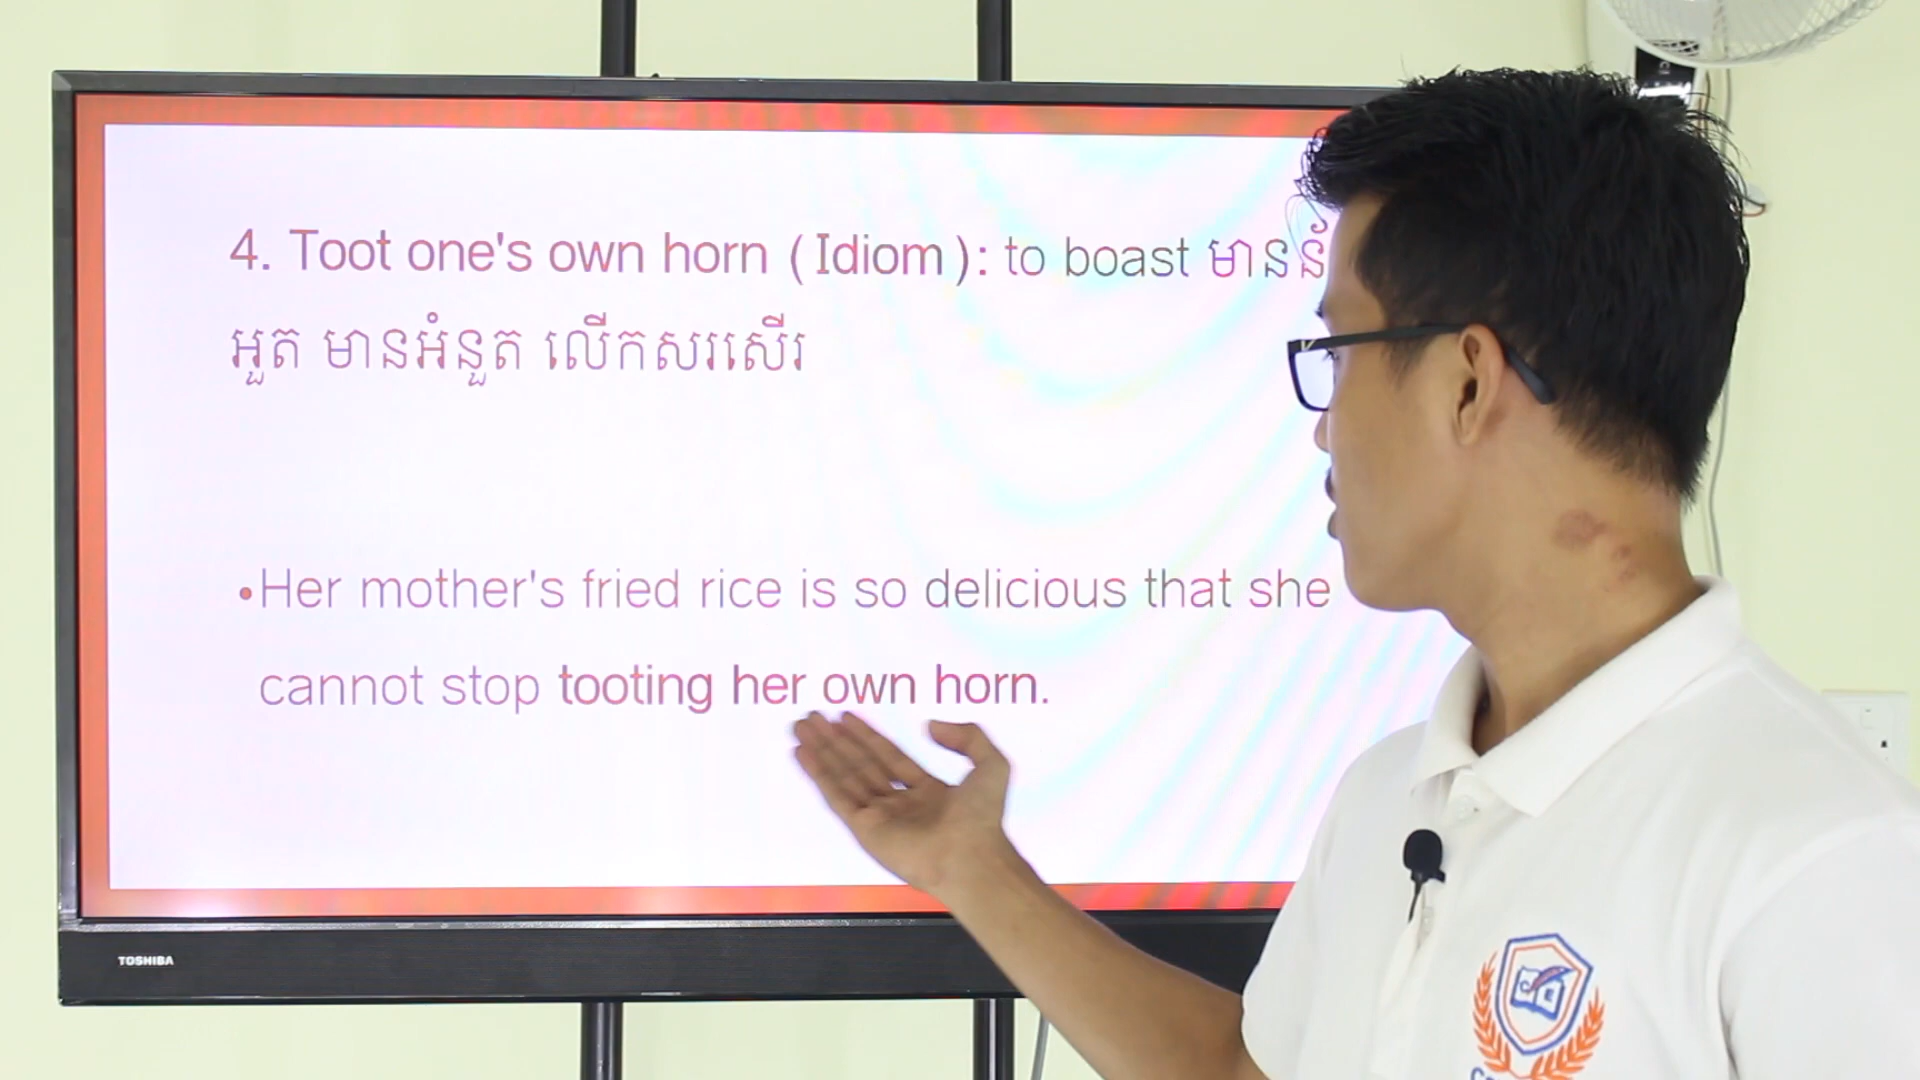 4. Toot one's own horn (Idiom): to boast មានន័
អួត មានអំនួត លើកសរសើរ
•Her mother's fried rice is so delicious that she
cannot stop tooting her own horn.
TOSHIBA